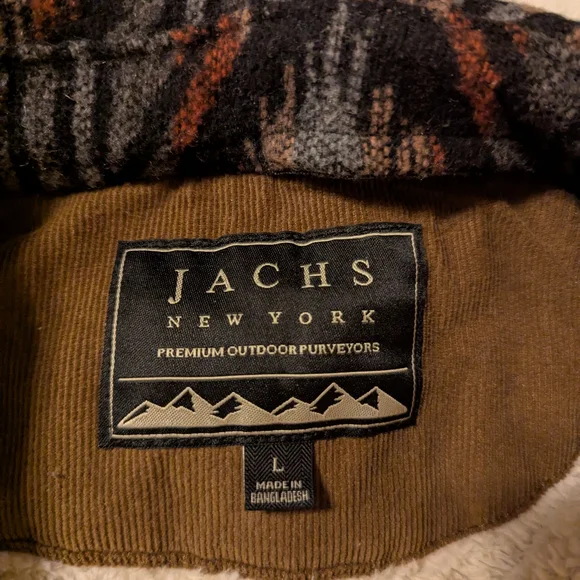 JACHS
NEW YORK
PREMIUM OUTDOOR PURVEYORS
L
MADE IN
BANGLADESH